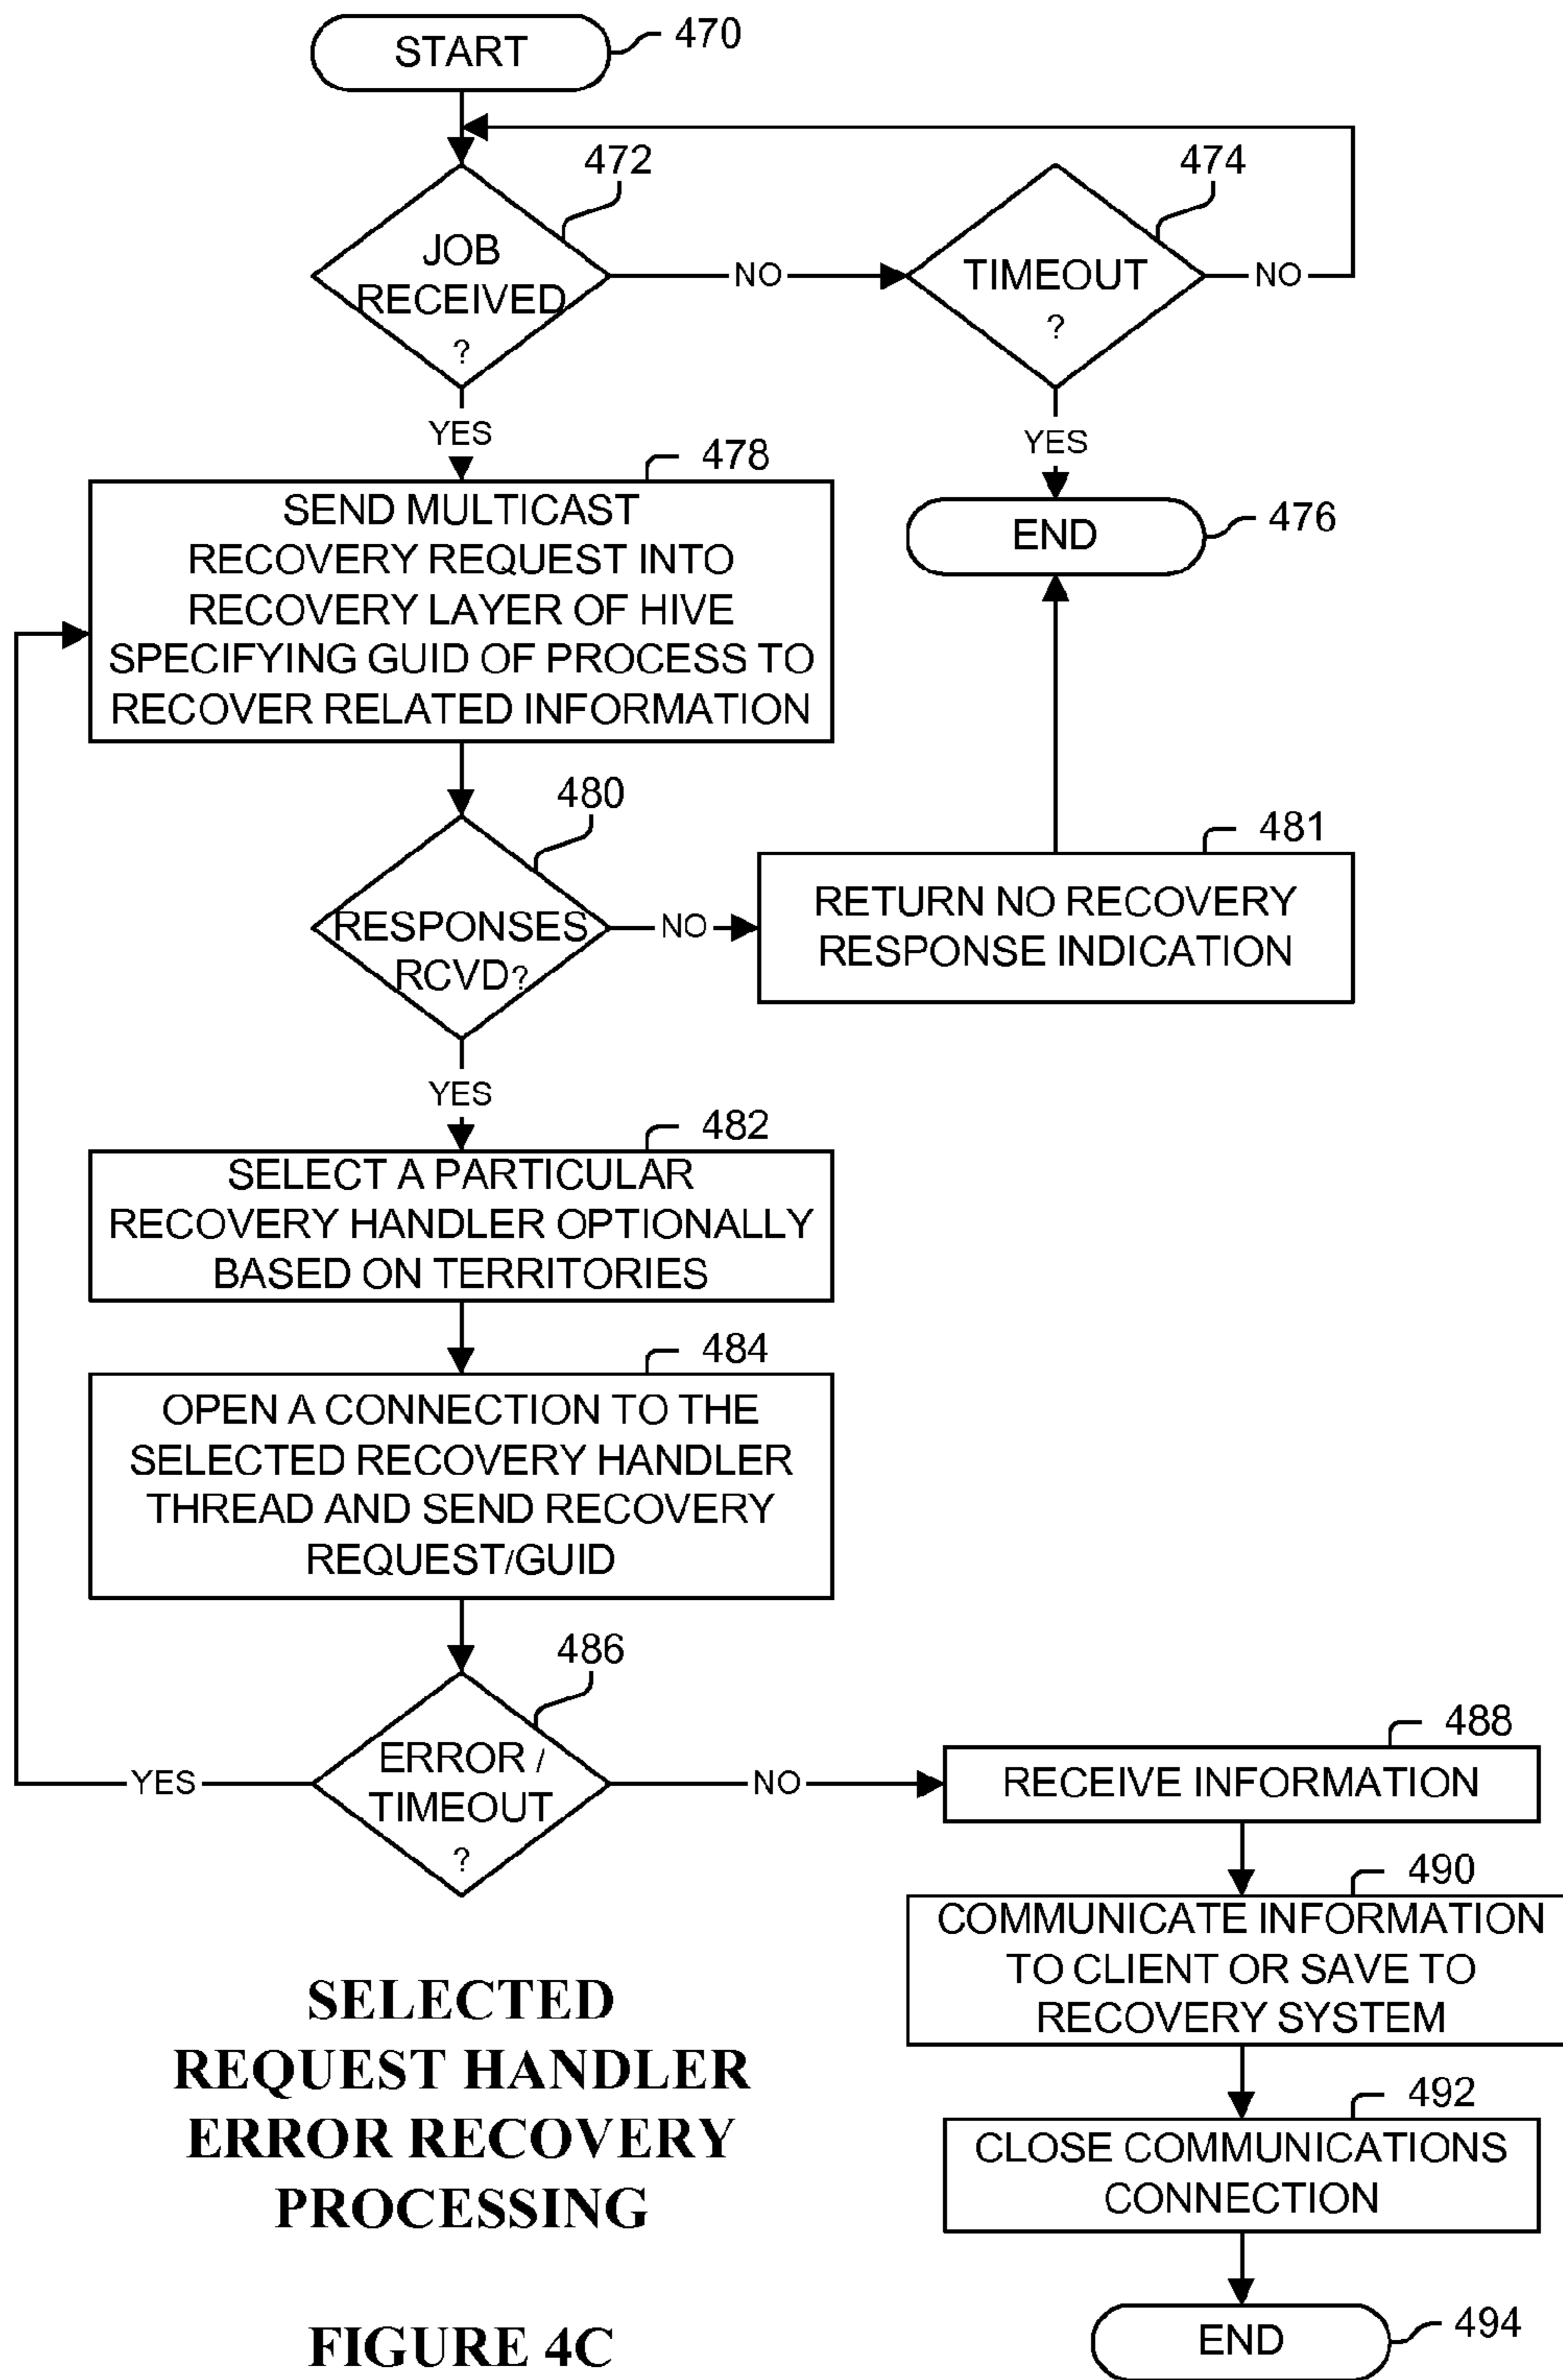 START
470
472
474
JOB
RECEIVED
?
NO
TIMEOUT
?
NO
YES
YES
478
476
END
SEND MULTICAST
RECOVERY REQUEST INTO
RECOVERY LAYER OF HIVE
SPECIFYING GUID OF PROCESS TO
RECOVER RELATED INFORMATION
480
RESPONSES
RCVD?
NO
481
RETURN NO RECOVERY
RESPONSE INDICATION
YES
482
SELECT A PARTICULAR
RECOVERY HANDLER OPTIONALLY
BASED ON TERRITORIES
484
OPEN A CONNECTION TO THE
SELECTED RECOVERY HANDLER
THREAD AND SEND RECOVERY
REQUEST/GUID
486
ERROR /
TIMEOUT
?
YES
NO
488
RECEIVE INFORMATION
490
COMMUNICATE INFORMATION
TO CLIENT OR SAVE TO
RECOVERY SYSTEM
492
CLOSE COMMUNICATIONS
CONNECTION
END
494
SELECTED
REQUEST HANDLER
ERROR RECOVERY
PROCESSING
FIGURE 4C